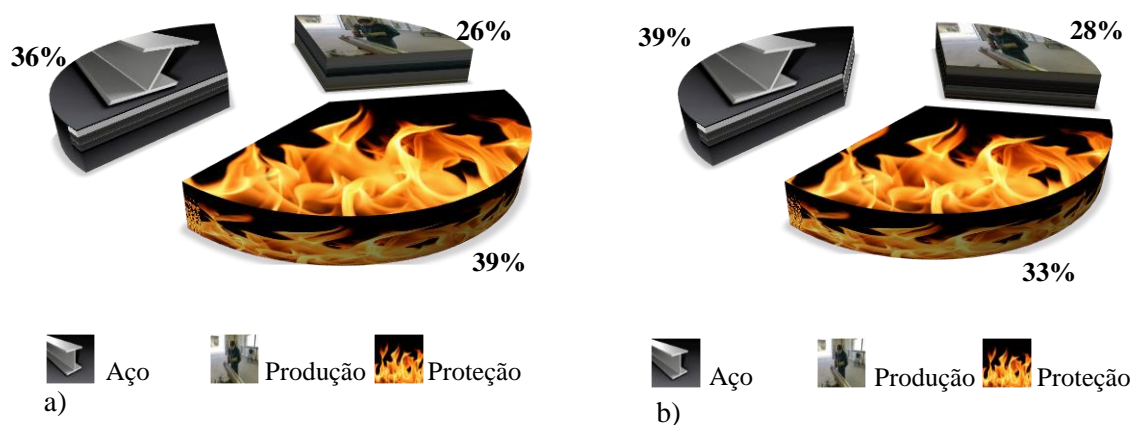 36%
26%
39%
Aço Produção Proteção
a)
39%
28%
33%
Aço Produção Proteção
b)